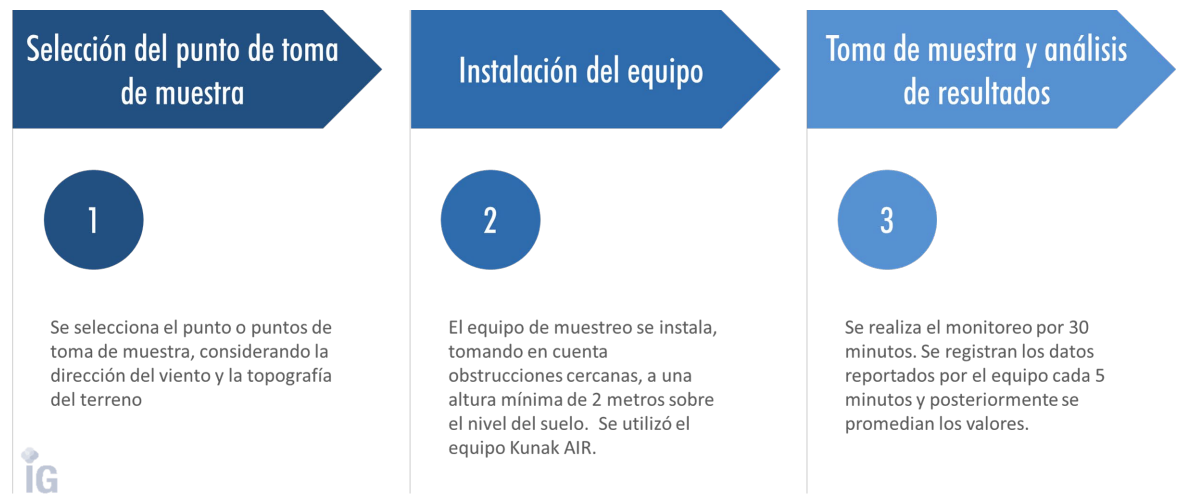 Selección del punto de toma
de muestra
1
Se selecciona el punto o puntos de
toma de muestra, considerando la
dirección del viento y la topografía
del terreno
Instalación del equipo
2
El equipo de muestreo se instala,
tomando en cuenta
obstrucciones cercanas, a una
altura mínima de 2 metros sobre
el nivel del suelo.  Se utilizó el
equipo Kunak AIR.
Toma de muestra y análisis
de resultados
3
Se realiza el monitoreo por 30
minutos. Se registran los datos
reportados por el equipo cada 5
minutos y posteriormente se
promedian los valores.
iG